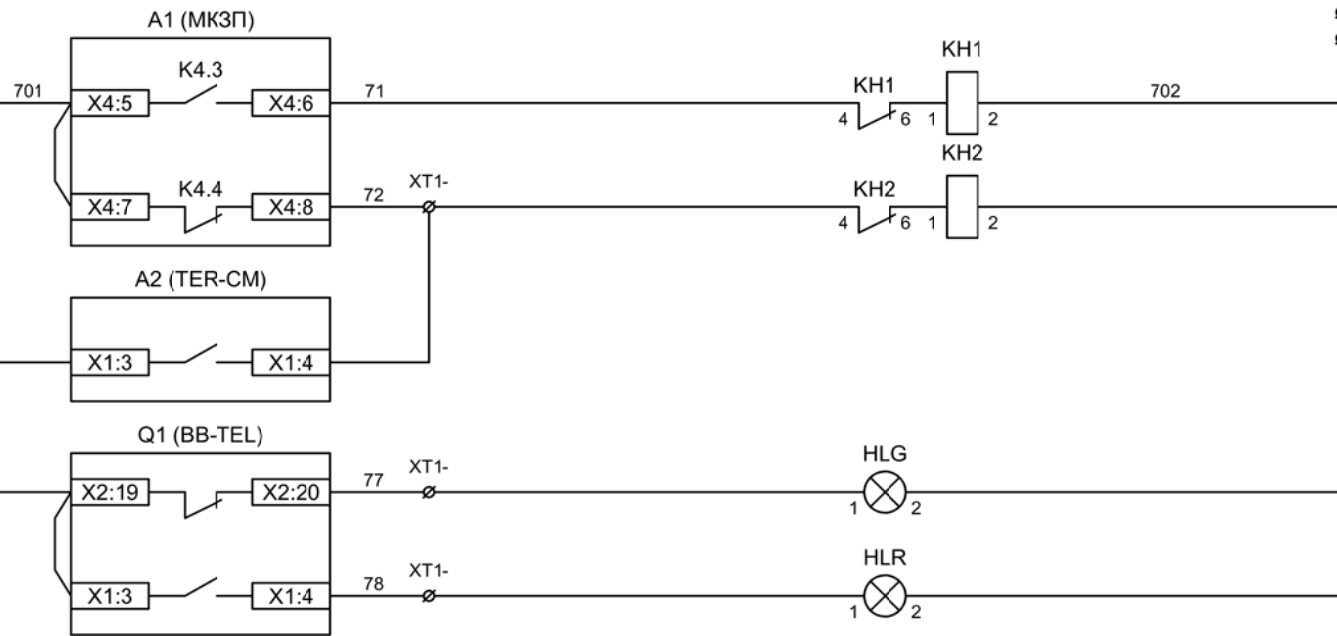 А1 (МКЗП)
701
X4:5
K4.3
X4:6
71
KH1
4
6
KH1
1
2
702
X4:7
K4.4
X4:8
72
XT1-
KH2
4
6
KH2
1
2
A2 (TER-CM)
X1:3
X1:4
Q1 (BB-TEL)
X2:19
X2:20
77
XT1-
HLG
1
2
X1:3
X1:4
78
XT1-
HLR
1
2